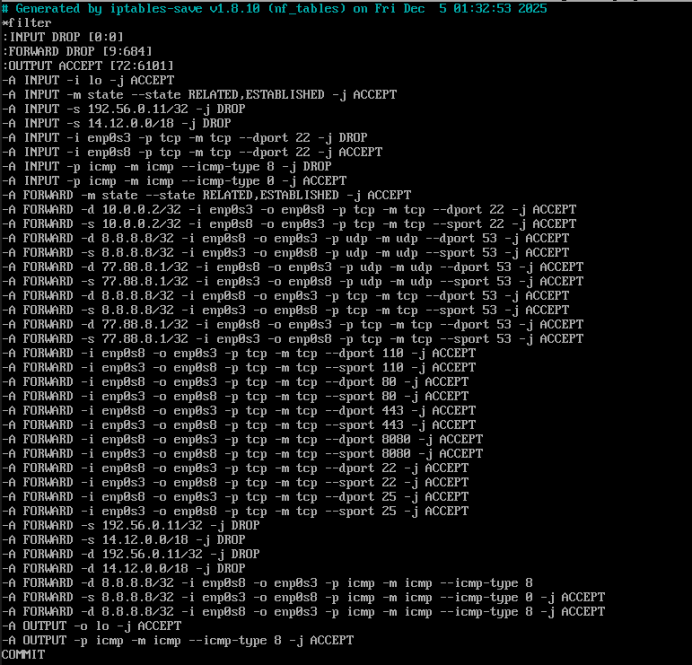 # Generated by iptables-save v1.8.10 (nf_tables) on Fri Dec  5 01:32:53 2025
*filter
:INPUT DROP [0:0]
:FORWARD DROP [9:684]
:OUTPUT ACCEPT [72:6101]
-A INPUT -i lo -j ACCEPT
-A INPUT -m state --state RELATED,ESTABLISHED -j ACCEPT
-A INPUT -s 192.56.0.11/32 -j DROP
-A INPUT -s 14.12.0.0/18 -j DROP
-A INPUT -i enp0s3 -p tcp -m tcp --dport 22 -j DROP
-A INPUT -i enp0s8 -p tcp -m tcp --dport 22 -j ACCEPT
-A INPUT -p icmp -m icmp --icmp-type 8 -j DROP
-A INPUT -p icmp -m icmp --icmp-type 0 -j ACCEPT
-A FORWARD -m state --state RELATED,ESTABLISHED -j ACCEPT
-A FORWARD -d 10.0.0.2/32 -i enp0s3 -o enp0s8 -p tcp -m tcp --dport 22 -j ACCEPT
-A FORWARD -s 10.0.0.2/32 -i enp0s8 -o enp0s3 -p tcp -m tcp --sport 22 -j ACCEPT
-A FORWARD -d 8.8.8.8/32 -i enp0s8 -o enp0s3 -p udp -m udp --dport 53 -j ACCEPT
-A FORWARD -s 8.8.8.8/32 -i enp0s3 -o enp0s8 -p udp -m udp --sport 53 -j ACCEPT
-A FORWARD -d 77.88.8.1/32 -i enp0s8 -o enp0s3 -p udp -m udp --dport 53 -j ACCEPT
-A FORWARD -s 77.88.8.1/32 -i enp0s3 -o enp0s8 -p udp -m udp --sport 53 -j ACCEPT
-A FORWARD -d 8.8.8.8/32 -i enp0s8 -o enp0s3 -p tcp -m tcp --dport 53 -j ACCEPT
-A FORWARD -s 8.8.8.8/32 -i enp0s3 -o enp0s8 -p tcp -m tcp --sport 53 -j ACCEPT
-A FORWARD -d 77.88.8.1/32 -i enp0s8 -o enp0s3 -p tcp -m tcp --dport 53 -j ACCEPT
-A FORWARD -s 77.88.8.1/32 -i enp0s3 -o enp0s8 -p tcp -m tcp --sport 53 -j ACCEPT
-A FORWARD -i enp0s8 -o enp0s3 -p tcp -m tcp --dport 110 -j ACCEPT
-A FORWARD -i enp0s3 -o enp0s8 -p tcp -m tcp --sport 110 -j ACCEPT
-A FORWARD -i enp0s8 -o enp0s3 -p tcp -m tcp --dport 80 -j ACCEPT
-A FORWARD -i enp0s3 -o enp0s8 -p tcp -m tcp --sport 80 -j ACCEPT
-A FORWARD -i enp0s8 -o enp0s3 -p tcp -m tcp --dport 443 -j ACCEPT
-A FORWARD -i enp0s3 -o enp0s8 -p tcp -m tcp --sport 443 -j ACCEPT
-A FORWARD -i enp0s8 -o enp0s3 -p tcp -m tcp --dport 8080 -j ACCEPT
-A FORWARD -i enp0s3 -o enp0s8 -p tcp -m tcp --sport 8080 -j ACCEPT
-A FORWARD -i enp0s8 -o enp0s3 -p tcp -m tcp --dport 22 -j ACCEPT
-A FORWARD -i enp0s3 -o enp0s8 -p tcp -m tcp --sport 22 -j ACCEPT
-A FORWARD -i enp0s8 -o enp0s3 -p tcp -m tcp --dport 25 -j ACCEPT
-A FORWARD -i enp0s3 -o enp0s8 -p tcp -m tcp --sport 25 -j ACCEPT
-A FORWARD -s 192.56.0.11/32 -j DROP
-A FORWARD -s 14.12.0.0/18 -j DROP
-A FORWARD -d 192.56.0.11/32 -j DROP
-A FORWARD -d 14.12.0.0/18 -j DROP
-A FORWARD -d 8.8.8.8/32 -i enp0s8 -o enp0s3 -p icmp -m icmp --icmp-type 8
-A FORWARD -s 8.8.8.8/32 -i enp0s3 -o enp0s8 -p icmp -m icmp --icmp-type 0 -j ACCEPT
-A FORWARD -d 8.8.8.8/32 -i enp0s8 -o enp0s3 -p icmp -m icmp --icmp-type 8 -j ACCEPT
-A OUTPUT -o lo -j ACCEPT
-A OUTPUT -p icmp -m icmp --icmp-type 8 -j ACCEPT
COMMIT